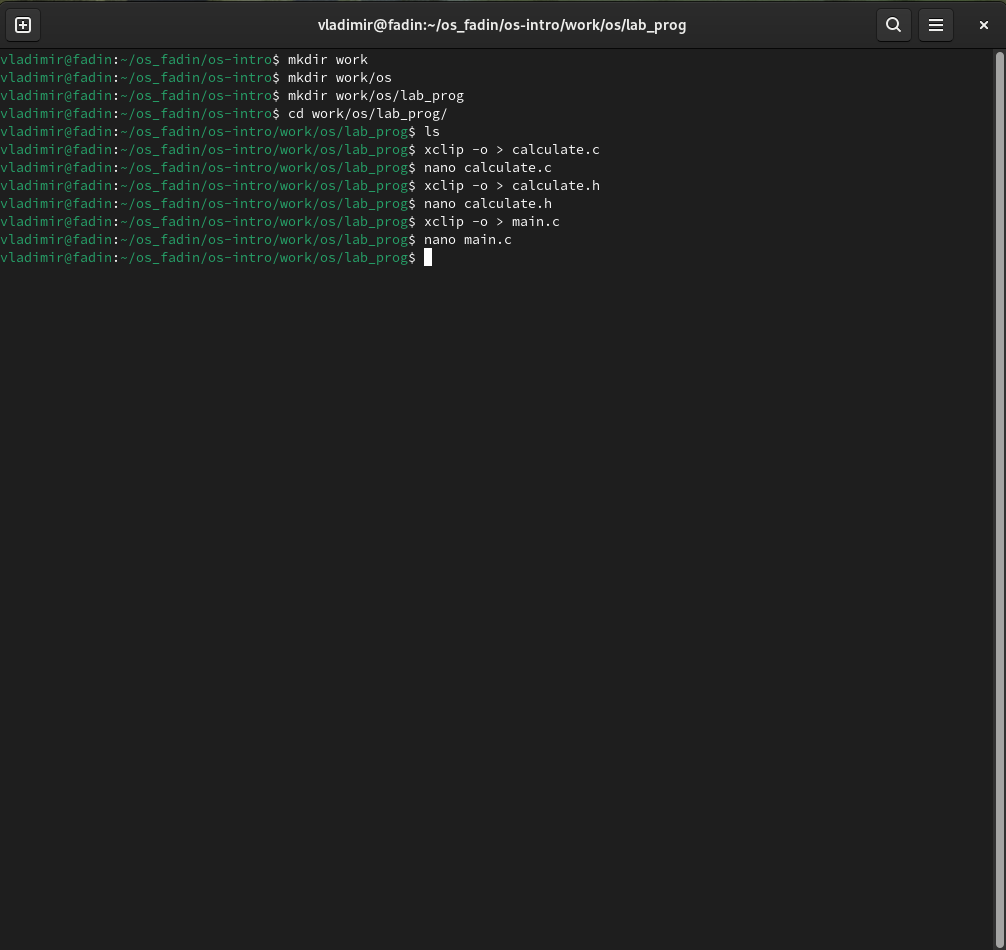 vladimir@fadin:~/os_fadin/os-intro/work/os/lab_prog
vladimir@fadin:~/os_fadin/os-intro$ mkdir work
vladimir@fadin:~/os_fadin/os-intro$ mkdir work/os
vladimir@fadin:~/os_fadin/os-intro$ mkdir work/os/lab_prog
vladimir@fadin:~/os_fadin/os-intro$ cd work/os/lab_prog/
vladimir@fadin:~/os_fadin/os-intro/work/os/lab_prog$ ls
vladimir@fadin:~/os_fadin/os-intro/work/os/lab_prog$ xclip -o > calculate.c
vladimir@fadin:~/os_fadin/os-intro/work/os/lab_prog$ nano calculate.c
vladimir@fadin:~/os_fadin/os-intro/work/os/lab_prog$ xclip -o > calculate.h
vladimir@fadin:~/os_fadin/os-intro/work/os/lab_prog$ nano calculate.h
vladimir@fadin:~/os_fadin/os-intro/work/os/lab_prog$ xclip -o > main.c
vladimir@fadin:~/os_fadin/os-intro/work/os/lab_prog$ nano main.c
vladimir@fadin:~/os_fadin/os-intro/work/os/lab_prog$